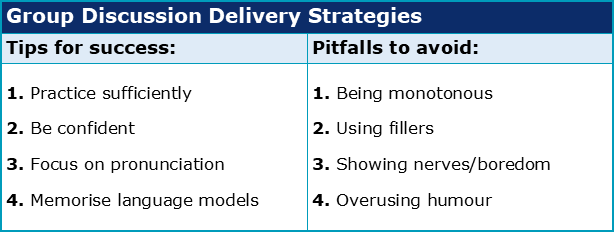 Group Discussion Delivery Strategies
Tips for success:
1. Practice sufficiently
2. Be confident
3. Focus on pronunciation
4. Memorise language models
Pitfalls to avoid:
1. Being monotonous
2. Using fillers
3. Showing nerves/boredom
4. Overusing humour